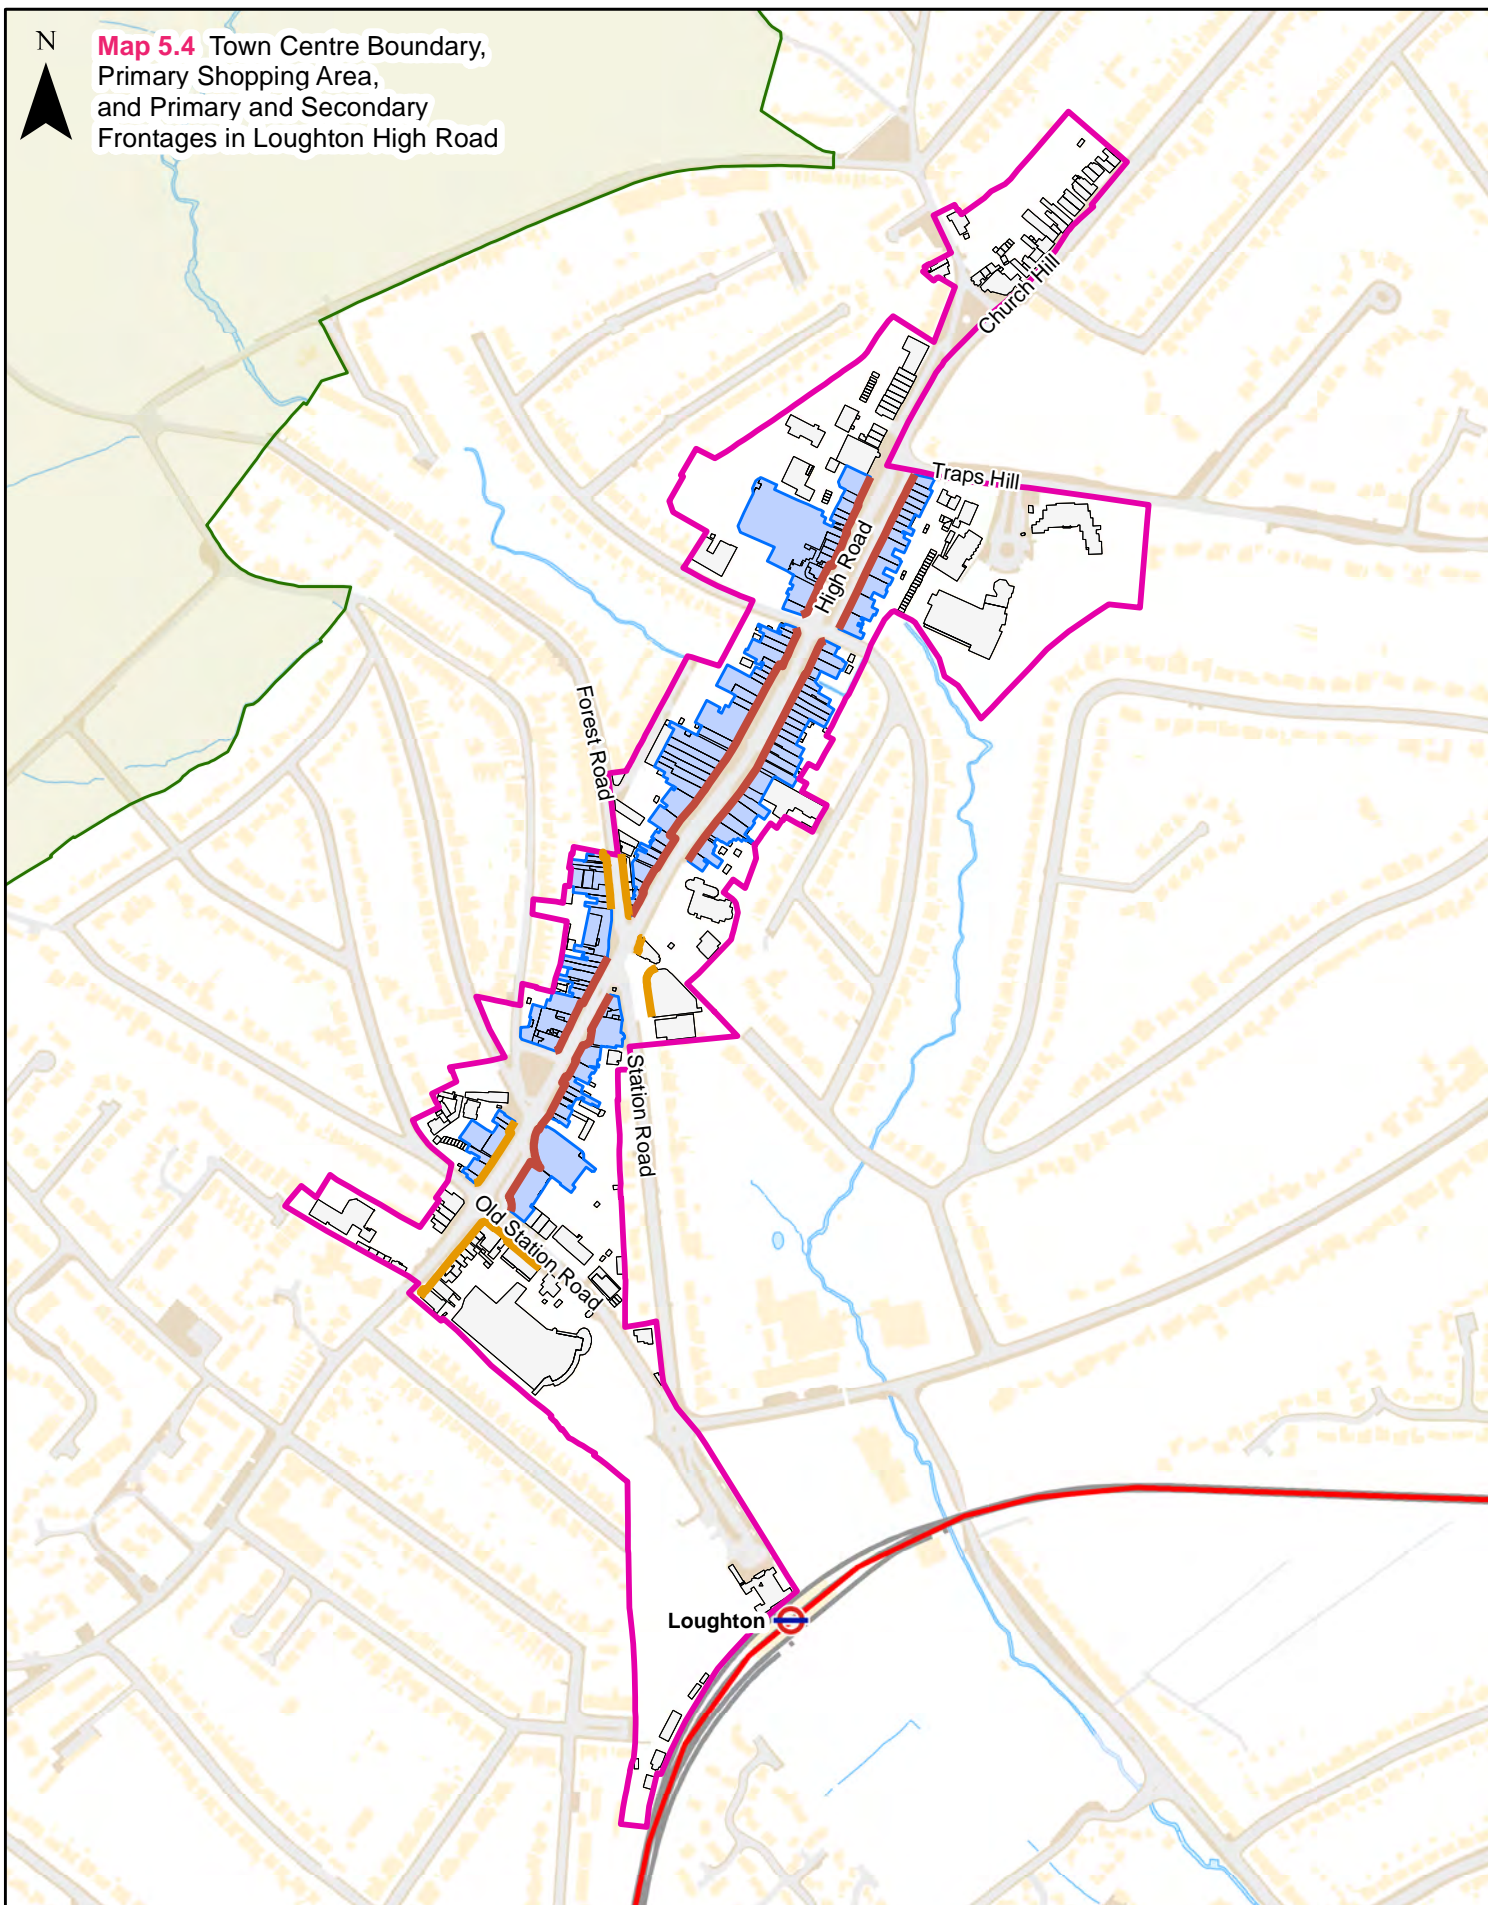 N
Map 5.4 Town Centre Boundary,
Primary Shopping Area,
and Primary and Secondary
Frontages in Loughton High Road
Church Hill
Traps Hill
High Road
Forest Road
Station Road
Old Station Road
Loughton